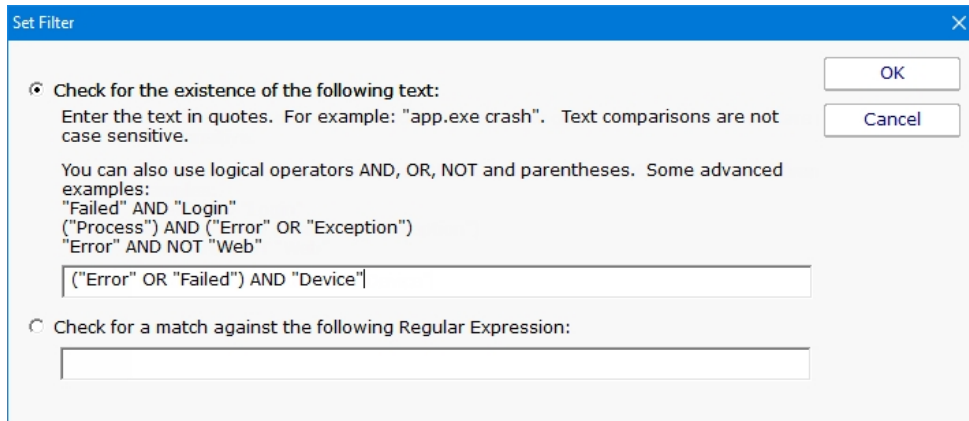 Set Filter
OK
Check for the existence of the following text:
Enter the text in quotes.  For example: "app.exe crash".   Text comparisons are not
case sensitive.
Cancel
You can also use logical operators AND, OR, NOT and parentheses.  Some advanced
examples:
"Failed" AND "Login"
("Process") AND ("Error" OR "Exception")
"Error" AND NOT "Web"
("Error" OR "Failed") AND "Device"
Check for a match against the following Regular Expression: